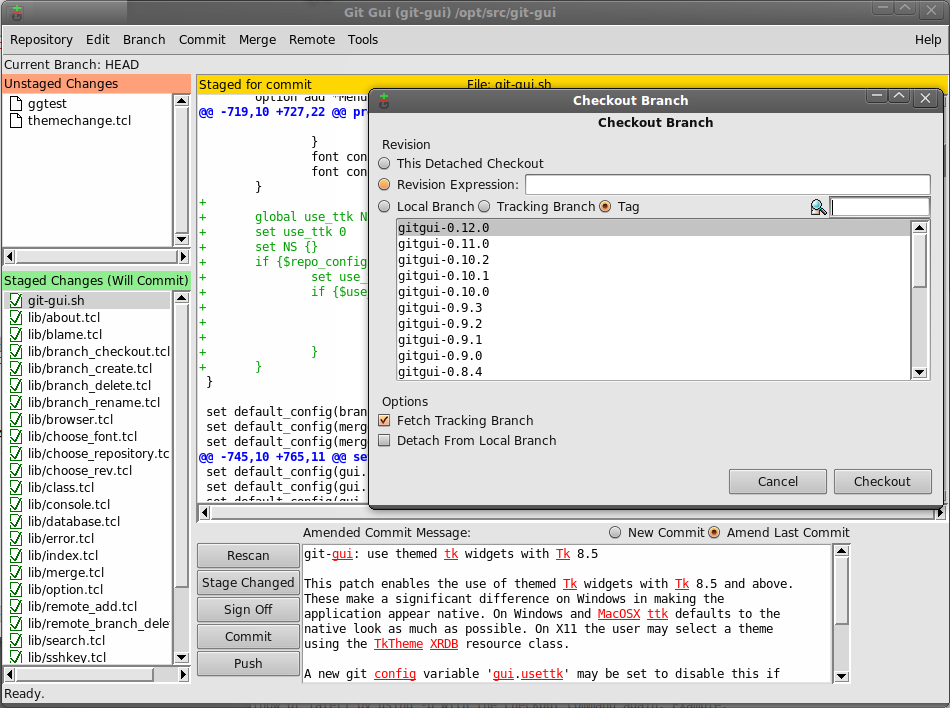 Git Gui (git-gui) /opt/src/git-gui
Repository Edit Branch Commit Merge Remote Tools Help
Current Branch: HEAD
Unstaged Changes
ggtest
themechange.tcl
Staged Changes (Will Commit)
git-gui.sh
lib/about.tcl
lib/blame.tcl
lib/branch_checkout.tcl
lib/branch_create.tcl
lib/branch_delete.tcl
lib/branch_rename.tcl
lib/browser.tcl
lib/choose_font.tcl
lib/choose_repository.tc
lib/choose_rev.tcl
lib/class.tcl
lib/console.tcl
lib/database.tcl
lib/error.tcl
lib/index.tcl
lib/merge.tcl
lib/option.tcl
lib/remote_add.tcl
lib/remote_branch_dele
lib/search.tcl
lib/sshkey.tcl
Staged for commit File: git-gui.sh
option add *Menu
@@ -719,10 +727,22 @@ pr
}
font con
font con
}
+
+ global use_ttk N
+ set use_ttk 0
+ set NS {}
+ if {$repo_config
+ set use_
+ if {$use
+
+
+
+ }
+ }
}
set default_config(bran
set default_config(merg
set default_config(merg
@@ -745,10 +765,11 @@ se
set default_config(gui.
set default_config(gui.
set default_config(gui.
Checkout Branch
Checkout Branch
Revision
This Detached Checkout
Revision Expression:
Local Branch Tracking Branch Tag
gitgui-0.12.0
gitgui-0.11.0
gitgui-0.10.2
gitgui-0.10.1
gitgui-0.10.0
gitgui-0.9.3
gitgui-0.9.2
gitgui-0.9.1
gitgui-0.9.0
gitgui-0.8.4
Options
Fetch Tracking Branch
Detach From Local Branch
Cancel Checkout
Amended Commit Message: New Commit Amend Last Commit
Rescan
Stage Changed
Sign Off
Commit
Push
git-gui: use themed tk widgets with Tk 8.5
This patch enables the use of themed Tk widgets with Tk 8.5 and above.
These make a significant difference on Windows in making the
application appear native. On Windows and MacOSX ttk defaults to the
native look as much as possible. On X11 the user may select a theme
using the TkTheme XRDB resource class.
A new git config variable 'gui.usettk' may be set to disable this if
Ready.